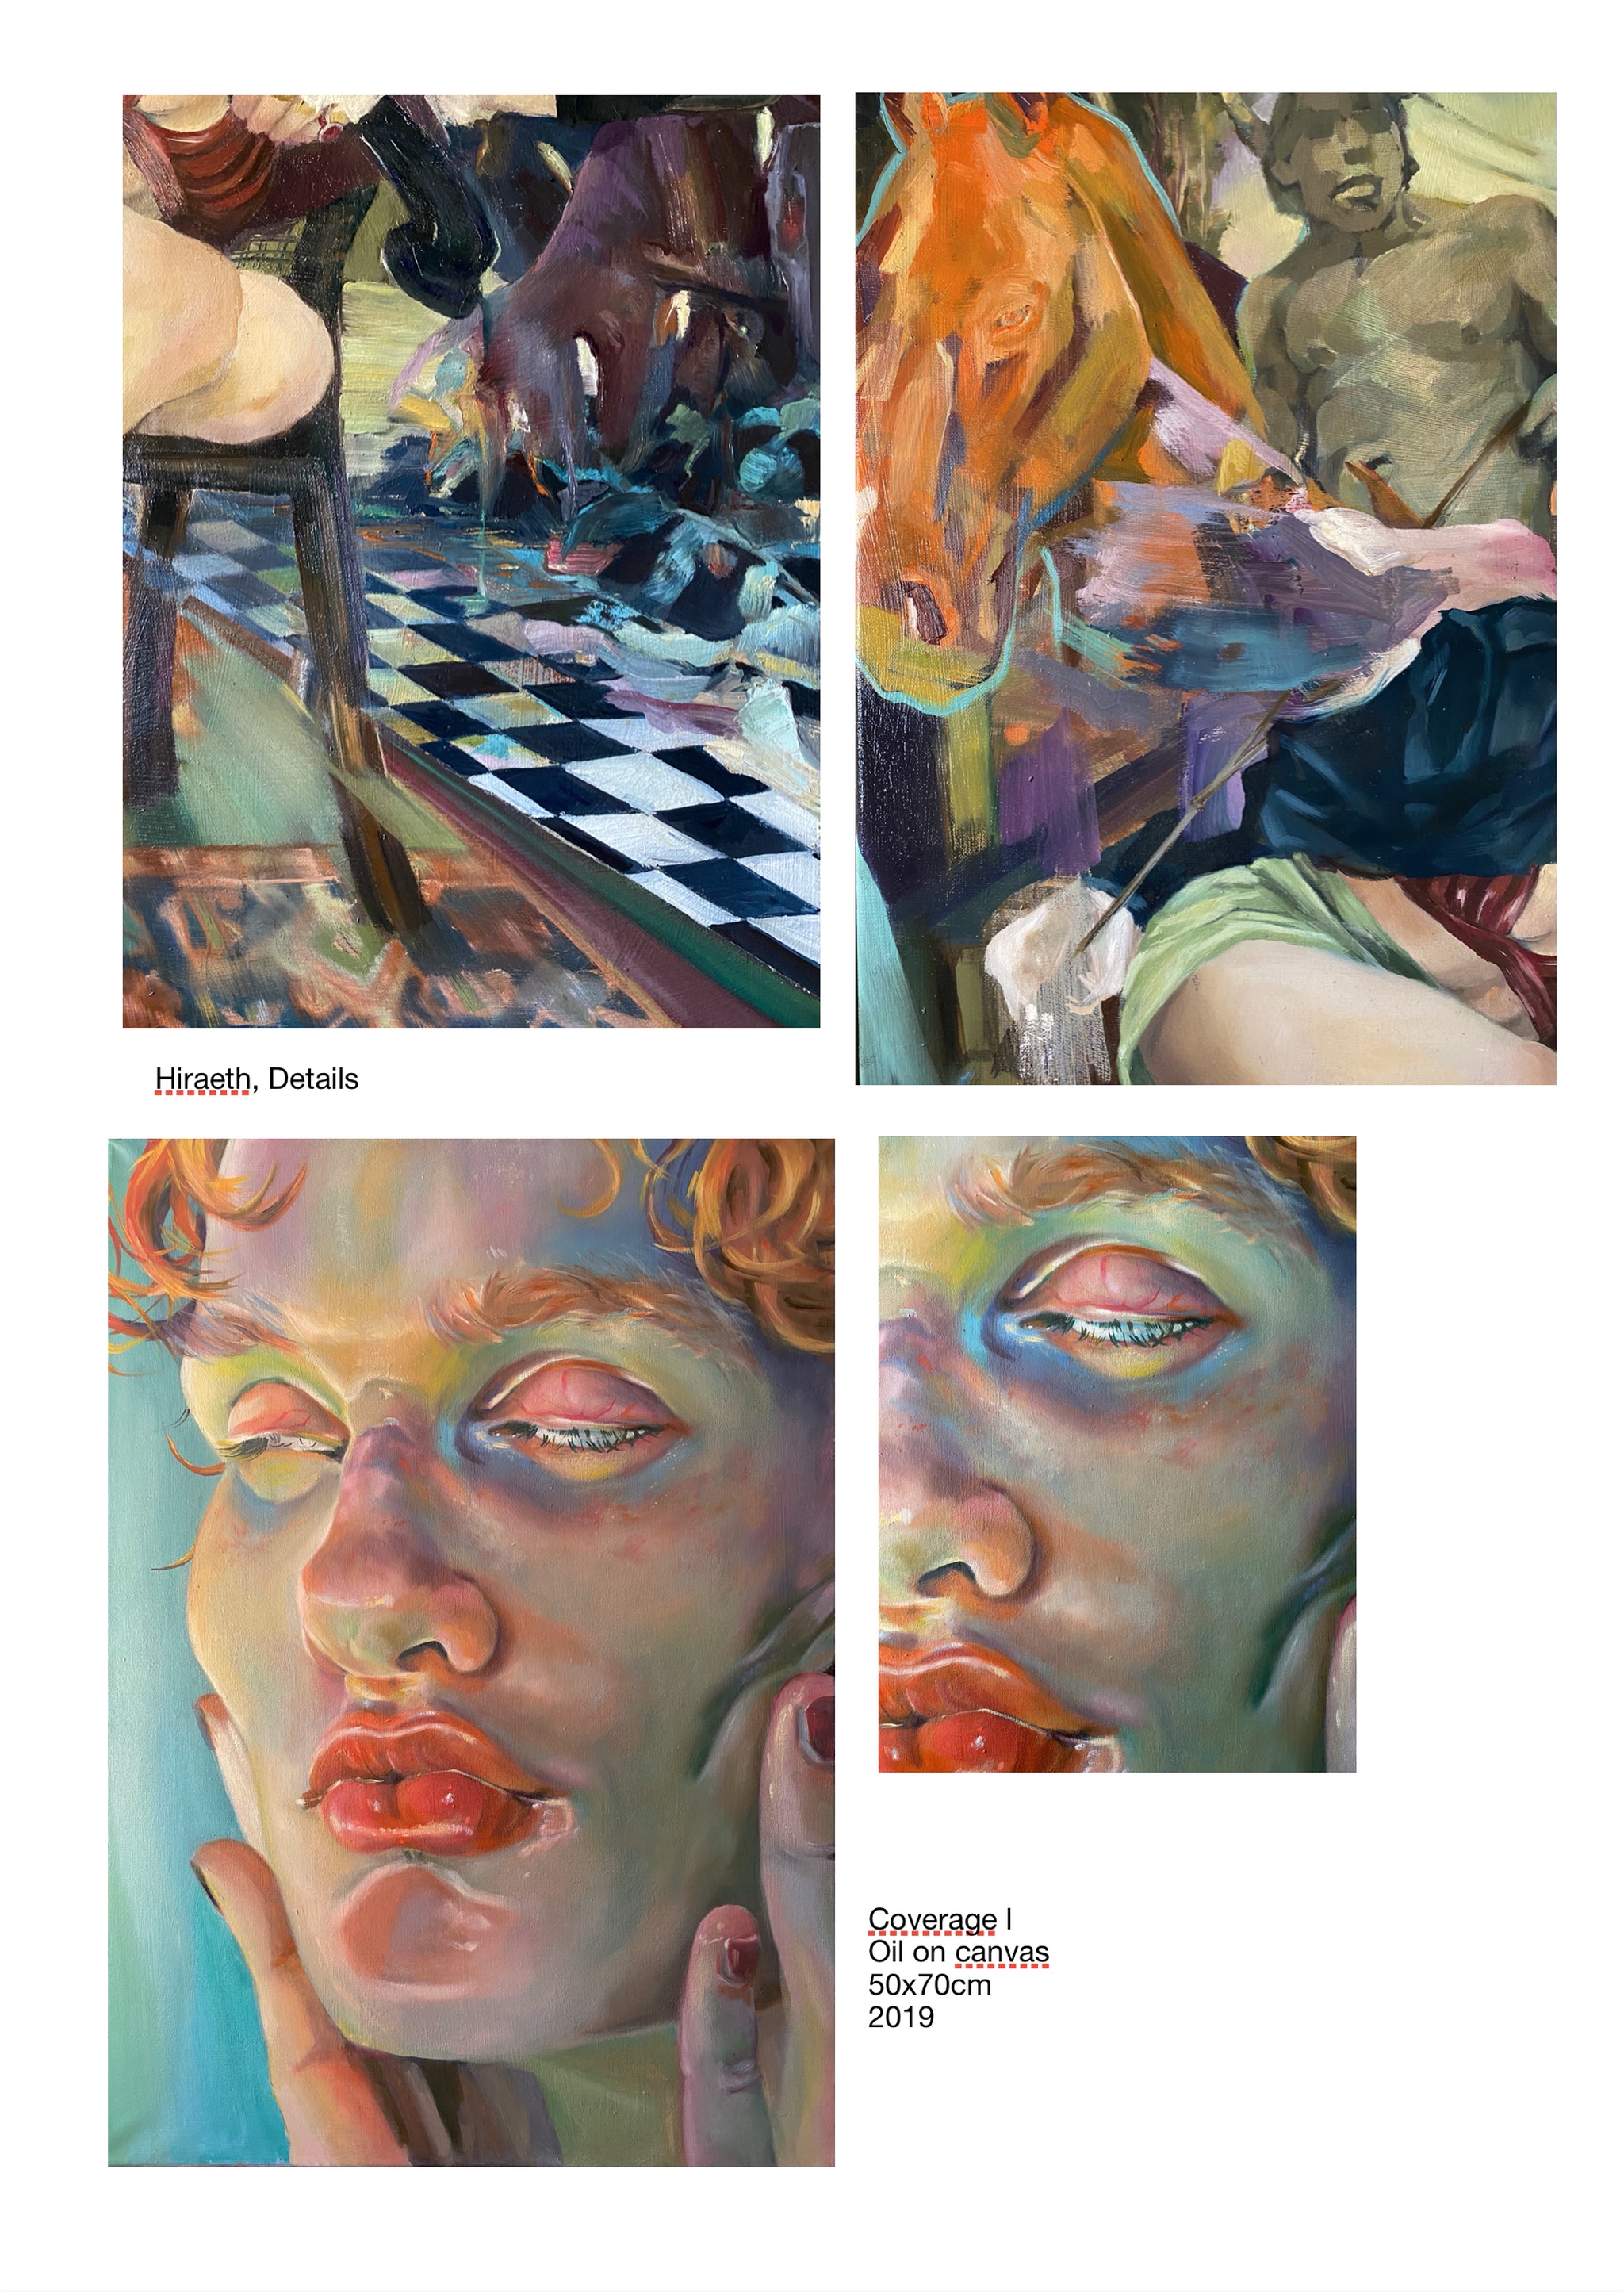 Hiraeth, Details
Coverage I
Oil on canvas
50x70cm
2019